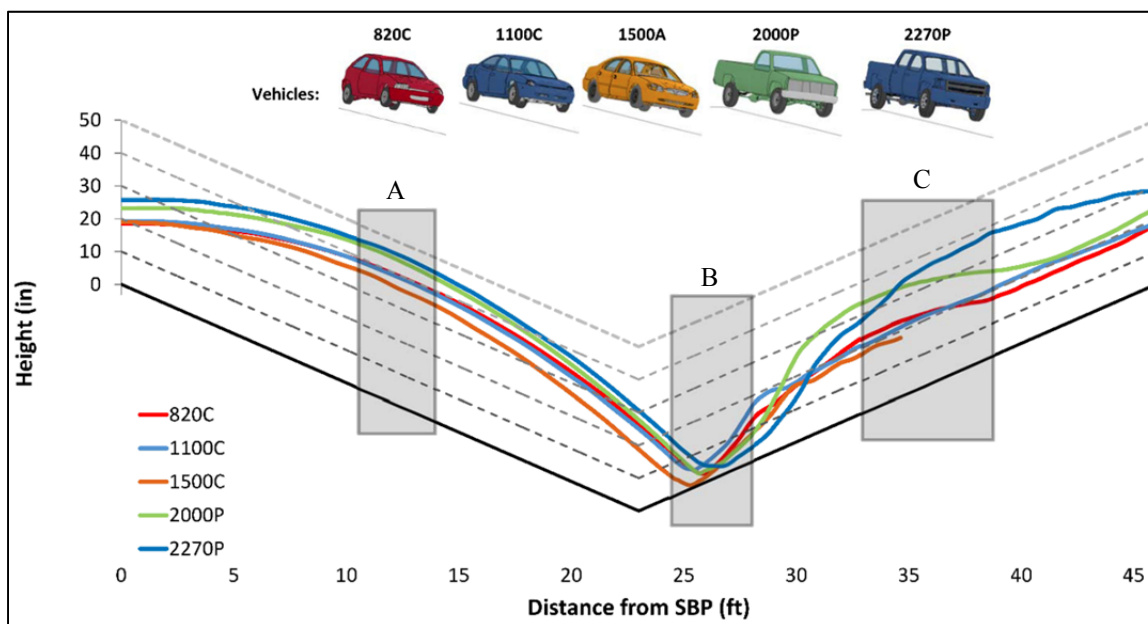 820C 1100C 1500A 2000P 2270P
Vehicles:
50
40
30
20
10
0
Height (in)
A
B
C
820C
1100C
1500C
2000P
2270P
0 5 10 15 20 25 30 35 40 45
Distance from SBP (ft)